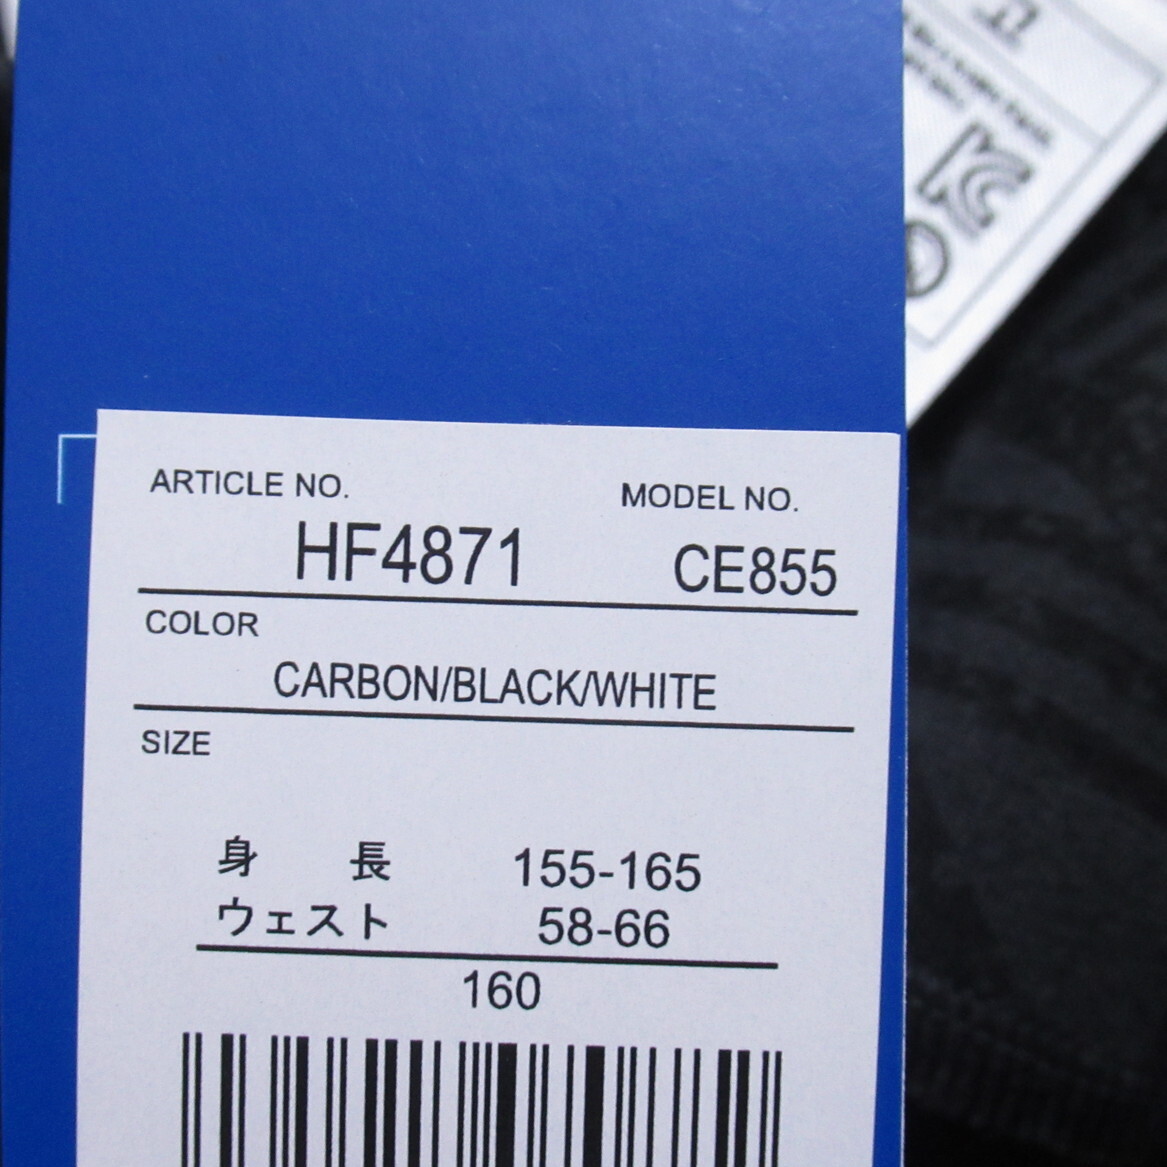 ARTICLE NO. MODEL NO.
HF4871 CE855
COLOR
CARBON/BLACK/WHITE
SIZE
身長 155-165
ウェスト 58-66
160